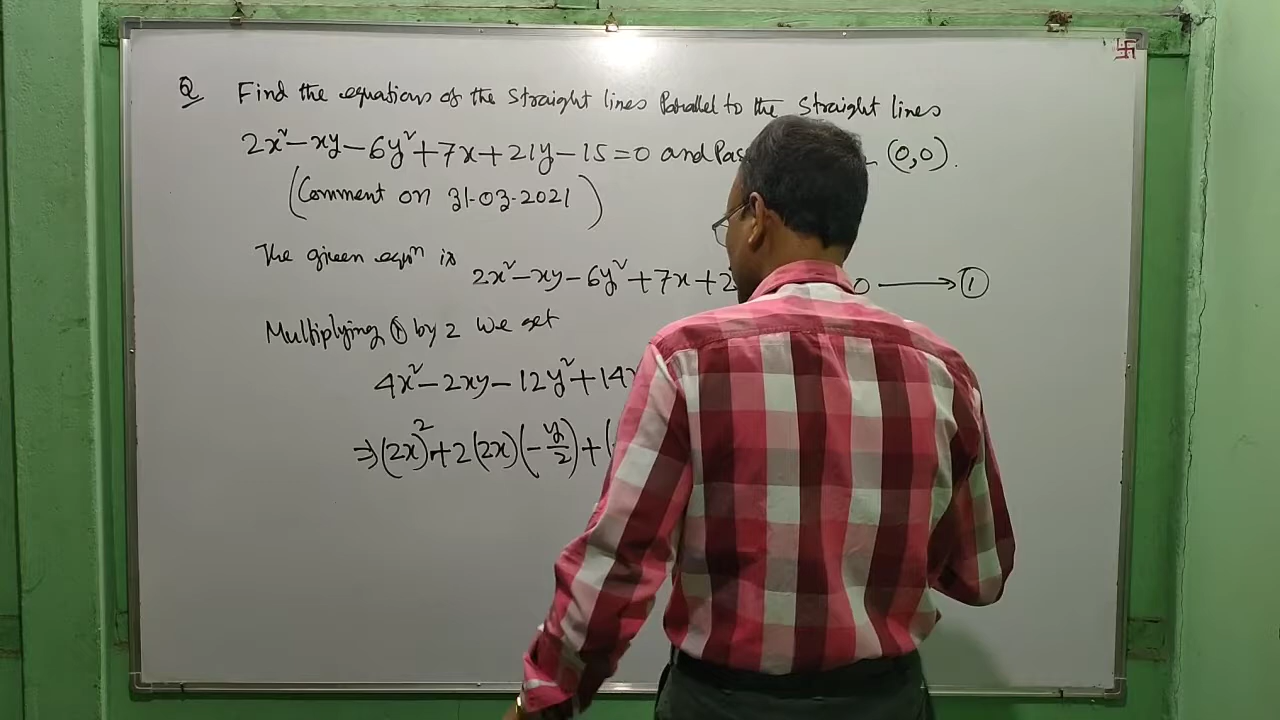 Q Find the equations of the straight lines Parallel to the straight lines
2x²-xy-6y²+7x+21y-15=0 and (0,0).
(Comment on 31-03-2021)
The given eqⁿ is
2x²-xy-6y²+7x+2 0 ⟶ ①
Multiplying ① by 2 we get
4x²-2xy-12y²+14x
⇒(2x)²+2(2x)(-y/2)+(
卐